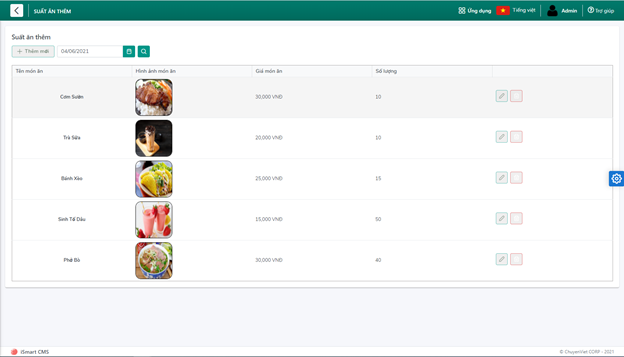 SUẤT ĂN THÊM
Ứng dụng
Tiếng việt
Admin
Trợ giúp
Suất ăn thêm
+ Thêm mới
04/06/2021
Tên món ăn
Hình ảnh món ăn
Giá món ăn
Số lượng
Cơm Sườn
30,000 VNĐ
10
Trà Sữa
20,000 VNĐ
10
Bánh Xèo
25,000 VNĐ
15
Sinh Tố Dâu
15,000 VNĐ
50
Phở Bò
30,000 VNĐ
40
iSmart CMS
© ChuyenViet CORP - 2021